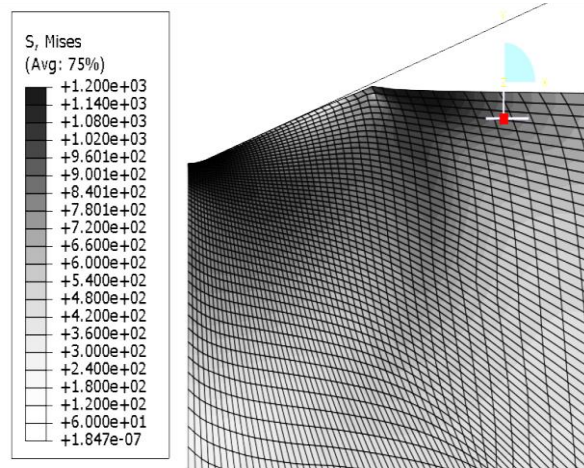 S, Mises
(Avg: 75%)
+1.200e+03
+1.140e+03
+1.080e+03
+1.020e+03
+9.601e+02
+9.001e+02
+8.401e+02
+7.801e+02
+7.200e+02
+6.600e+02
+6.000e+02
+5.400e+02
+4.800e+02
+4.200e+02
+3.600e+02
+3.000e+02
+2.400e+02
+1.800e+02
+1.200e+02
+6.000e+01
+1.847e-07